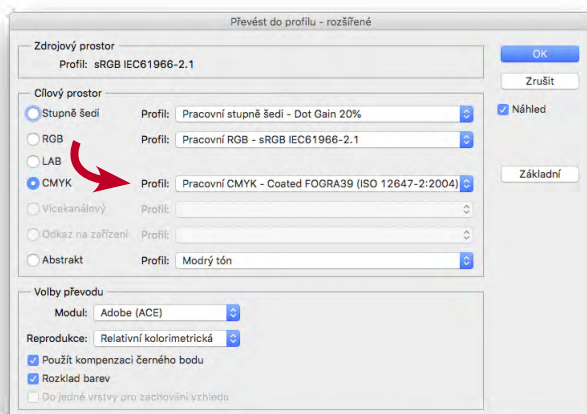 Převést do profilu - rozšířené
Zdrojový prostor
Profil: sRGB IEC61966-2.1
OK
Zrušit
Náhled
Základní
Cílový prostor
Stupně šedi Profil: Pracovní stupně šedi - Dot Gain 20%
RGB Profil: Pracovní RGB - sRGB IEC61966-2.1
LAB
CMYK Profil: Pracovní CMYK - Coated FOGRA39 (ISO 12647-2:2004)
Vícekanálový Profil:
Odkaz na zařízení Profil:
Abstrakt Profil: Modrý tón
Volby převodu
Modul: Adobe (ACE)
Reprodukce: Relativní kolorimetrická
Použít kompenzaci černého bodu
Rozklad barev
Do jedné vrstvy pro zachování vzhledu